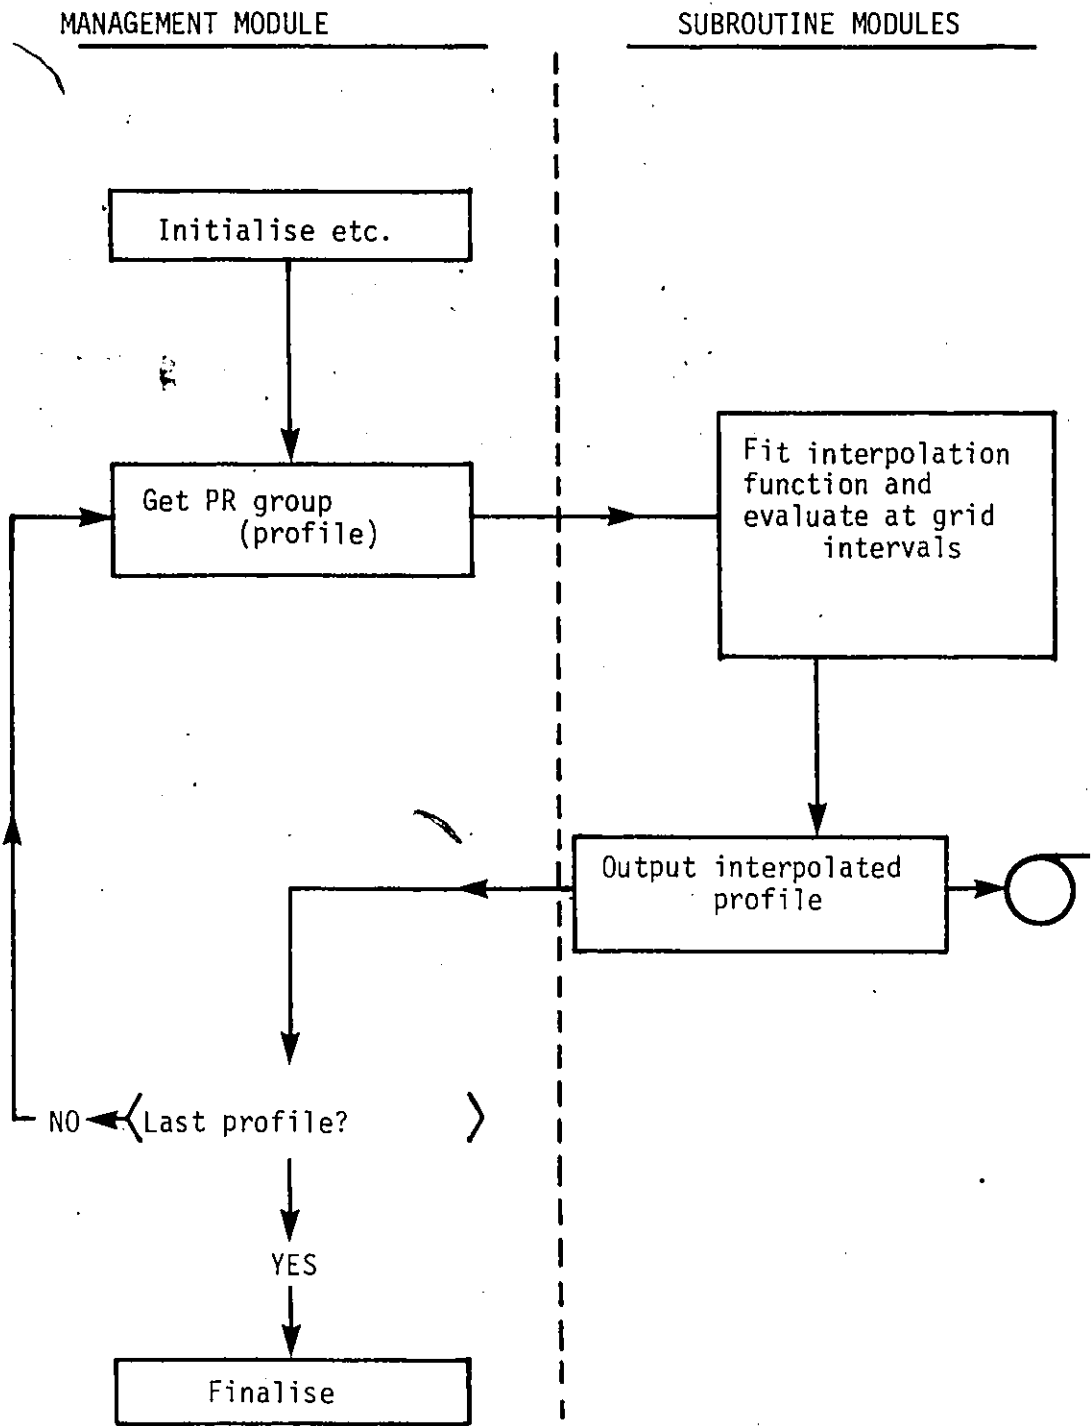 MANAGEMENT MODULE
SUBROUTINE MODULES
Initialise etc.
Get PR group
(profile)
Fit interpolation
function and
evaluate at grid
intervals
Output interpolated
profile
NO
Last profile?
YES
Finalise